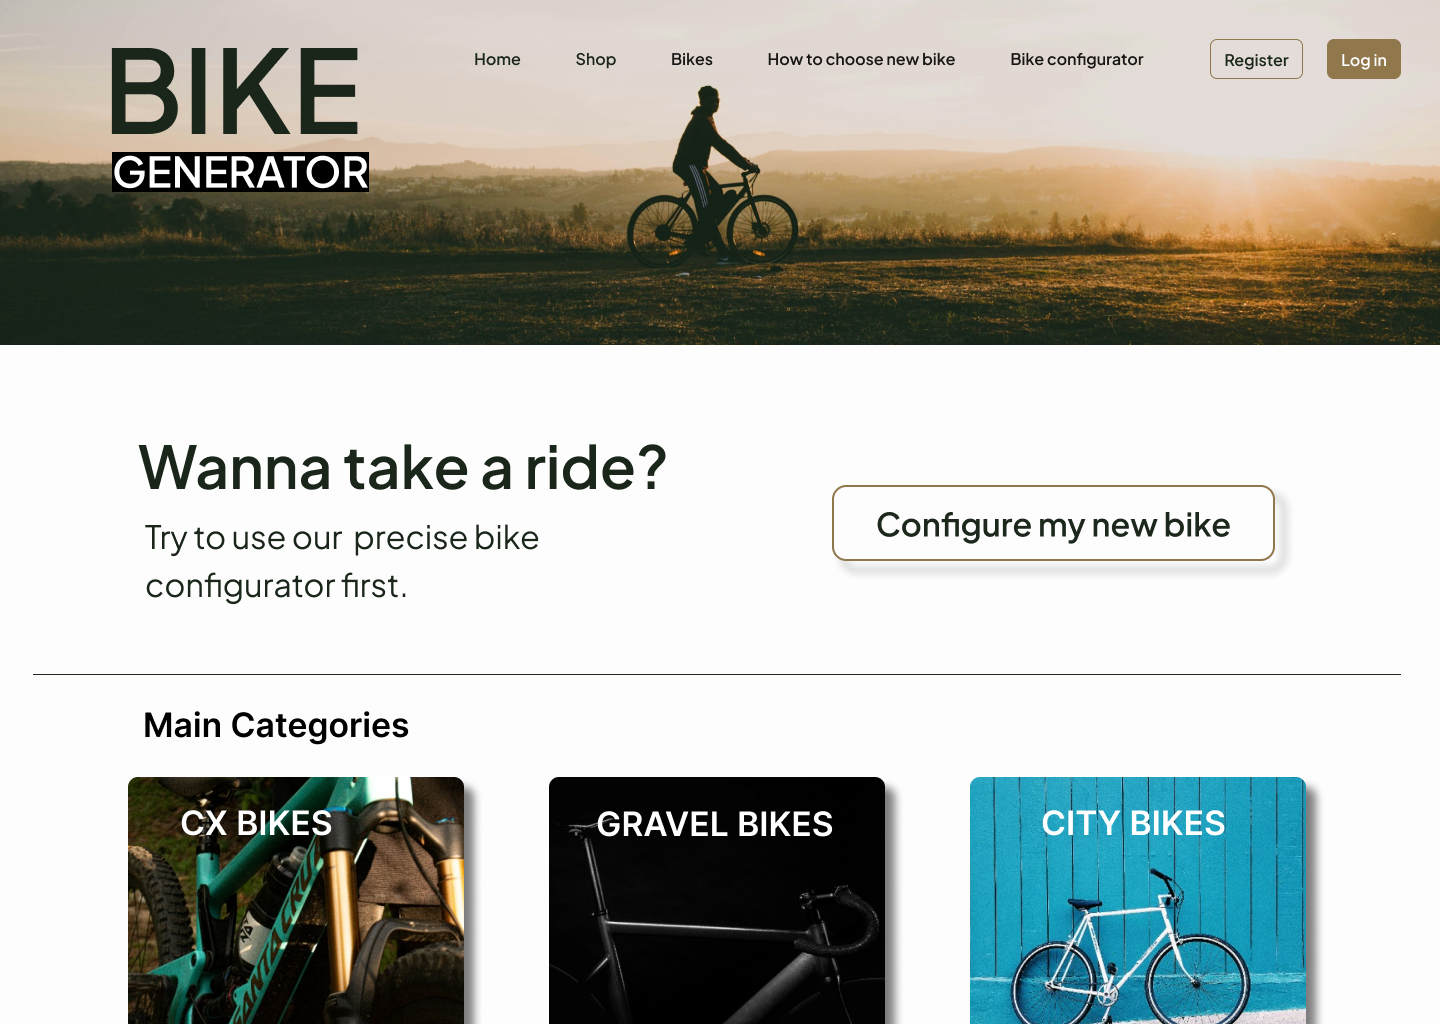 BIKE
GENERATOR
Home Shop Bikes How to choose new bike Bike configurator Register Log in
Wanna take a ride?
Try to use our precise bike
configurator first.
Configure my new bike
Main Categories
CX BIKES
GRAVEL BIKES
CITY BIKES
SANTA CRUZ